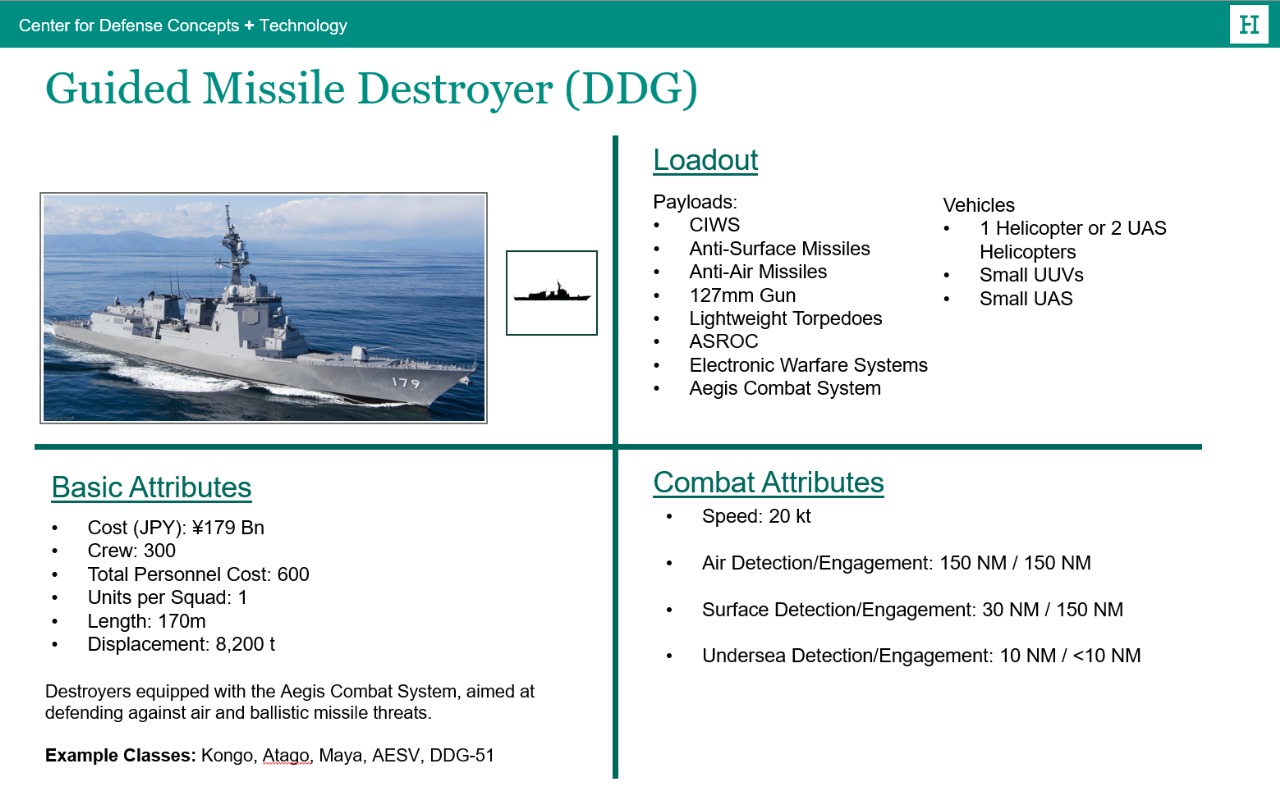 Center for Defense Concepts + Technology
H
Guided Missile Destroyer (DDG)
179
Loadout
Payloads:
• CIWS
• Anti-Surface Missiles
• Anti-Air Missiles
• 127mm Gun
• Lightweight Torpedoes
• ASROC
• Electronic Warfare Systems
• Aegis Combat System
Vehicles
• 1 Helicopter or 2 UAS
Helicopters
• Small UUVs
• Small UAS
Basic Attributes
• Cost (JPY): ¥179 Bn
• Crew: 300
• Total Personnel Cost: 600
• Units per Squad: 1
• Length: 170m
• Displacement: 8,200 t
Destroyers equipped with the Aegis Combat System, aimed at
defending against air and ballistic missile threats.
Example Classes: Kongo, Atago, Maya, AESV, DDG-51
Combat Attributes
• Speed: 20 kt
• Air Detection/Engagement: 150 NM / 150 NM
• Surface Detection/Engagement: 30 NM / 150 NM
• Undersea Detection/Engagement: 10 NM / <10 NM